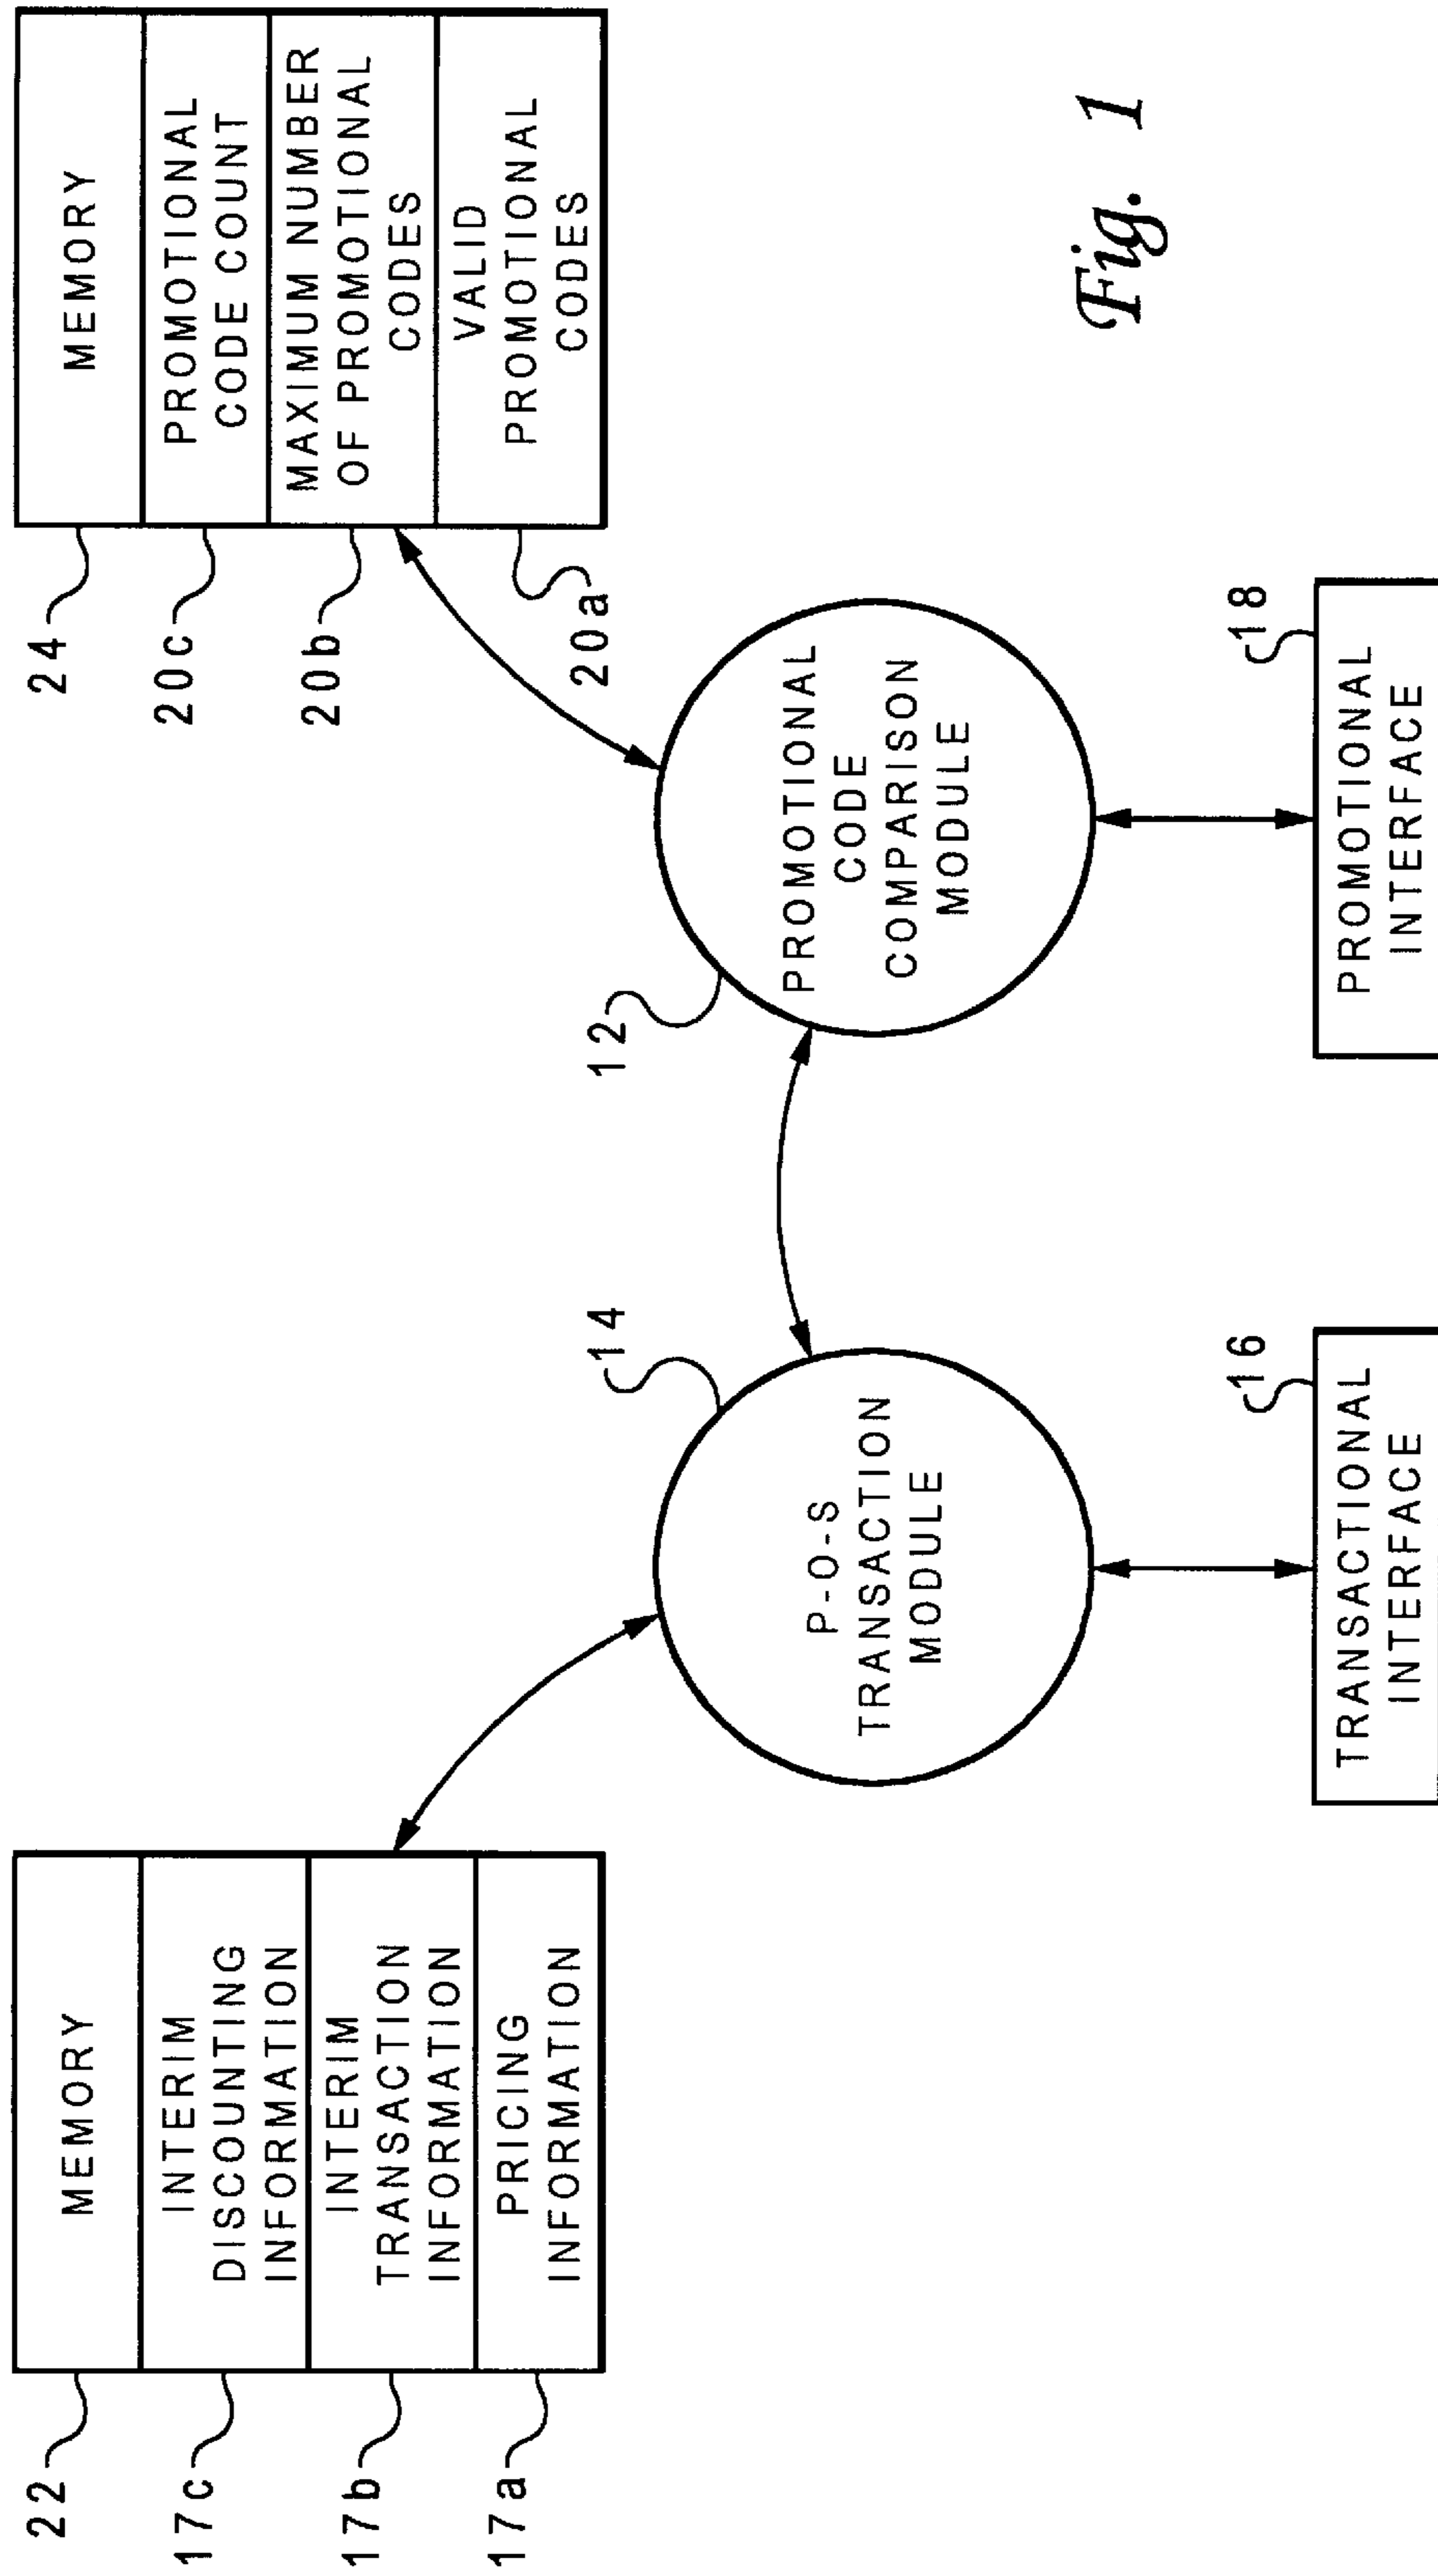 22
MEMORY
17c
INTERIM
DISCOUNTING
INFORMATION
17b
INTERIM
TRANSACTION
INFORMATION
17a
PRICING
INFORMATION
14
P-O-S
TRANSACTION
MODULE
16
TRANSACTIONAL
INTERFACE
24
MEMORY
20c
PROMOTIONAL
CODE COUNT
20b
MAXIMUM NUMBER
OF PROMOTIONAL
CODES
20a
VALID
PROMOTIONAL
CODES
12
PROMOTIONAL
CODE
COMPARISON
MODULE
18
PROMOTIONAL
INTERFACE
Fig. 1